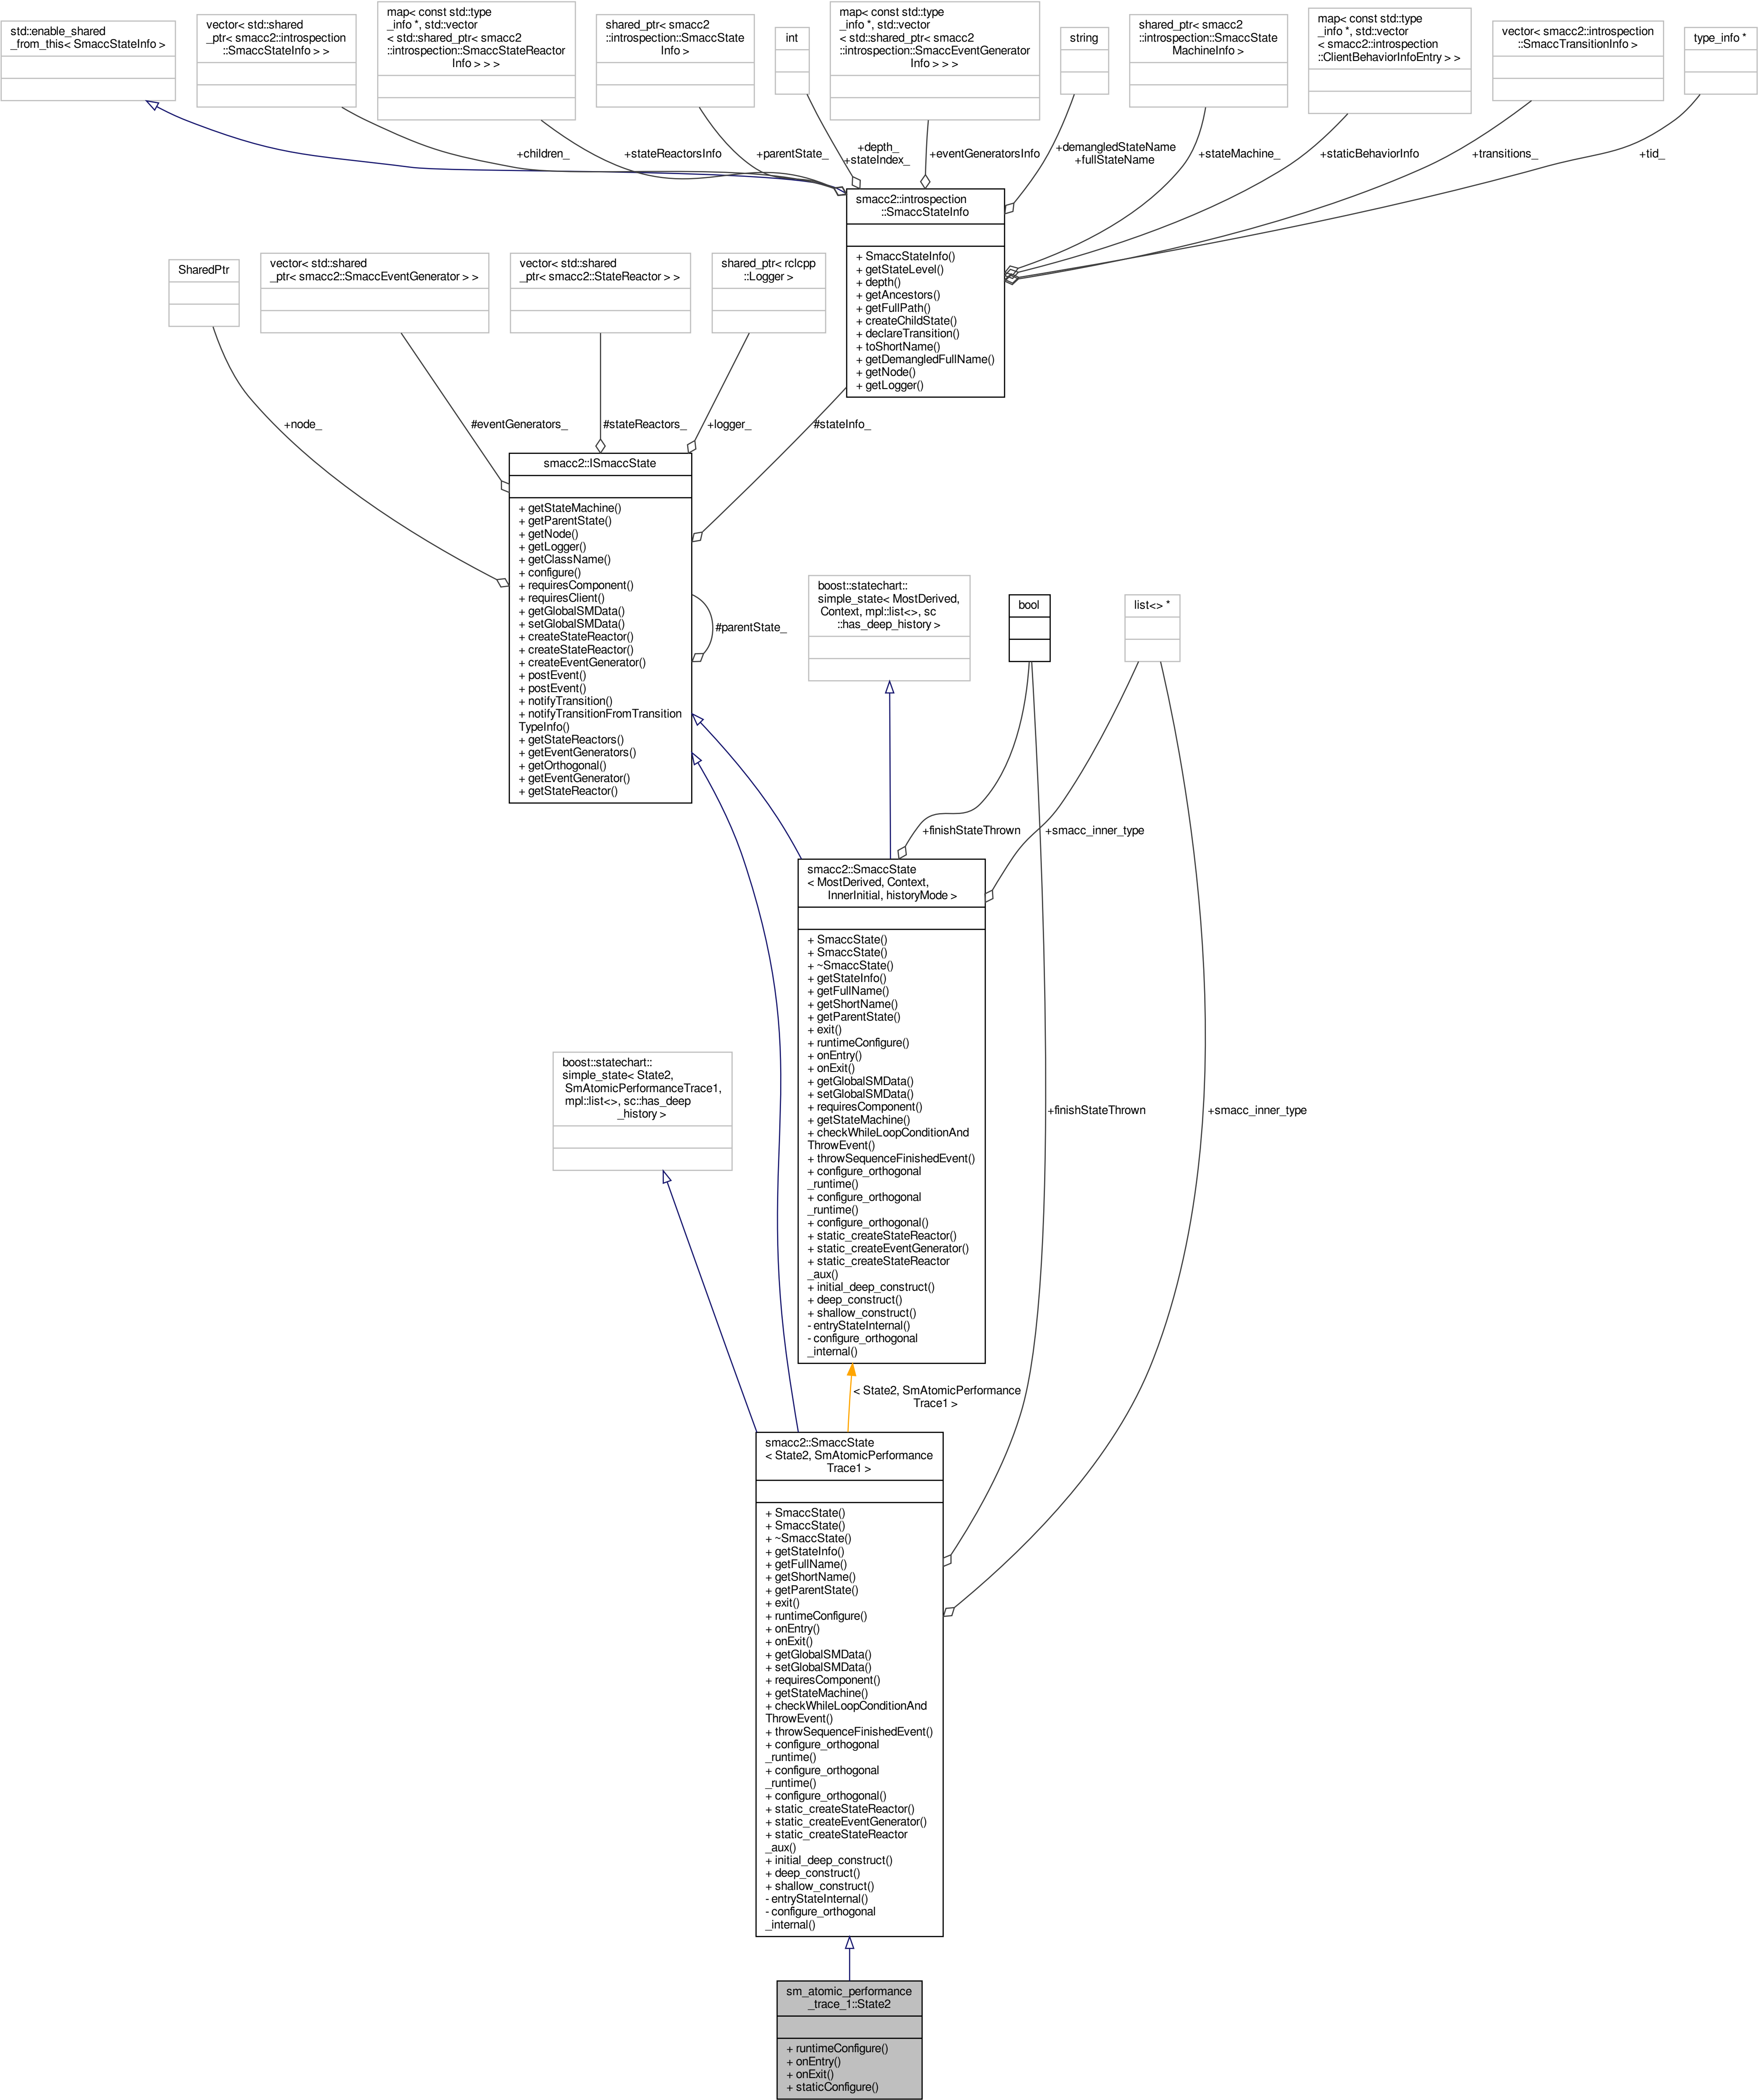 std::enable_shared
_from_this< SmaccStateInfo >
vector< std::shared
_ptr< smacc2::introspection
::SmaccStateInfo > >
map< const std::type
_info *, std::vector
< std::shared_ptr< smacc2
::introspection::SmaccStateReactor
Info > > >
shared_ptr< smacc2
::introspection::SmaccState
Info >
int
map< const std::type
_info *, std::vector
< std::shared_ptr< smacc2
::introspection::SmaccEventGenerator
Info > > >
string
shared_ptr< smacc2
::introspection::SmaccState
MachineInfo >
map< const std::type
_info *, std::vector
< smacc2::introspection
::ClientBehaviorInfoEntry > >
vector< smacc2::introspection
::SmaccTransitionInfo >
type_info *
+children_
+stateReactorsInfo
+parentState_
+depth_
+stateIndex_
+eventGeneratorsInfo
+demangledStateName
+fullStateName
+stateMachine_
+staticBehaviorInfo
+transitions_
+tid_
smacc2::introspection
::SmaccStateInfo
+ SmaccStateInfo()
+ getStateLevel()
+ depth()
+ getAncestors()
+ getFullPath()
+ createChildState()
+ declareTransition()
+ toShortName()
+ getDemangledFullName()
+ getNode()
+ getLogger()
SharedPtr
vector< std::shared
_ptr< smacc2::SmaccEventGenerator > >
vector< std::shared
_ptr< smacc2::StateReactor > >
shared_ptr< rclcpp
::Logger >
+node_
#eventGenerators_
#stateReactors_
+logger_
#stateInfo_
smacc2::ISmaccState
+ getStateMachine()
+ getParentState()
+ getNode()
+ getLogger()
+ getClassName()
+ configure()
+ requiresComponent()
+ requiresClient()
+ getGlobalSMData()
+ setGlobalSMData()
+ createStateReactor()
+ createStateReactor()
+ createEventGenerator()
+ postEvent()
+ postEvent()
+ notifyTransition()
+ notifyTransitionFromTransition
TypeInfo()
+ getStateReactors()
+ getEventGenerators()
+ getOrthogonal()
+ getEventGenerator()
+ getStateReactor()
#parentState_
boost::statechart::
simple_state< MostDerived,
Context, mpl::list<>, sc
::has_deep_history >
bool
list<> *
+finishStateThrown
+smacc_inner_type
smacc2::SmaccState
< MostDerived, Context,
InnerInitial, historyMode >
+ SmaccState()
+ SmaccState()
+ ~SmaccState()
+ getStateInfo()
+ getFullName()
+ getShortName()
+ getParentState()
+ exit()
+ runtimeConfigure()
+ onEntry()
+ onExit()
+ getGlobalSMData()
+ setGlobalSMData()
+ requiresComponent()
+ getStateMachine()
+ checkWhileLoopConditionAnd
ThrowEvent()
+ throwSequenceFinishedEvent()
+ configure_orthogonal
_runtime()
+ configure_orthogonal
_runtime()
+ configure_orthogonal()
+ static_createStateReactor()
+ static_createEventGenerator()
+ static_createStateReactor
_aux()
+ initial_deep_construct()
+ deep_construct()
+ shallow_construct()
- entryStateInternal()
- configure_orthogonal
_internal()
boost::statechart::
simple_state< State2,
SmAtomicPerformanceTrace1,
mpl::list<>, sc::has_deep
_history >
+finishStateThrown
+smacc_inner_type
< State2, SmAtomicPerformance
Trace1 >
smacc2::SmaccState
< State2, SmAtomicPerformance
Trace1 >
+ SmaccState()
+ SmaccState()
+ ~SmaccState()
+ getStateInfo()
+ getFullName()
+ getShortName()
+ getParentState()
+ exit()
+ runtimeConfigure()
+ onEntry()
+ onExit()
+ getGlobalSMData()
+ setGlobalSMData()
+ requiresComponent()
+ getStateMachine()
+ checkWhileLoopConditionAnd
ThrowEvent()
+ throwSequenceFinishedEvent()
+ configure_orthogonal
_runtime()
+ configure_orthogonal
_runtime()
+ configure_orthogonal()
+ static_createStateReactor()
+ static_createEventGenerator()
+ static_createStateReactor
_aux()
+ initial_deep_construct()
+ deep_construct()
+ shallow_construct()
- entryStateInternal()
- configure_orthogonal
_internal()
sm_atomic_performance
_trace_1::State2
+ runtimeConfigure()
+ onEntry()
+ onExit()
+ staticConfigure()